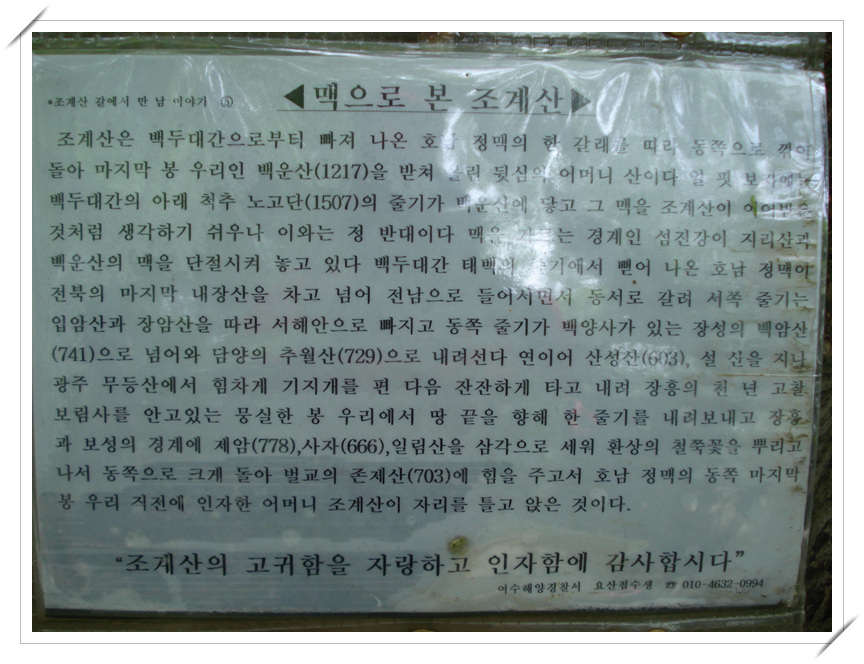 *조계산 길에서 만 남 이야기 ⑤
◀맥으로 본 조계산▶
조계산은 백두대간으로부터 빠져 나온 호남 정맥의 한 갈래를 따라 동쪽으로 꺾어
돌아 마지막 봉 우리인 백운산(1217)을 받쳐 올린 뒷심의 어머니 산이다 얼 핏
백두대간의 아래 척추 노고단(1507)의 줄기가 백운산에 닿고 그 맥을 조계산이 이어받은
것처럼 생각하기 쉬우나 이와는 정 반대이다 맥을 경계인 섬진강이 지리산과
백운산의 맥을 단절시켜 놓고 있다 백두대간 태백의 줄기에서 뻗어 나온 호남 정맥이
전북의 마지막 내장산을 차고 넘어 전남으로 들어서면서 동서로 갈려 서쪽 줄기는
입암산과 장암산을 따라 서해안으로 빠지고 동쪽 줄기가 백양사가 있는 장성의 백암산
(741)으로 넘어와 담양의 추월산(729)으로 내려선다 연이어 산성산(603), 설 산을 지나
광주 무등산에서 힘차게 기지개를 편 다음 잔잔하게 타고 내려 장흥의 천 년 고찰
보림사를 안고있는 뭉실한 봉 우리에서 땅 끝을 향해 한 줄기를 내려보내고 장흥
과 보성의 경계에 제암(778),사자(666),일림산을 삼각으로 세워 환상의 철쭉꽃을 뿌리고
나서 동쪽으로 크게 돌아 벌교의 존제산(703)에 힘을 주고서 호남 정맥의 동쪽 마지막
봉 우리 직전에 인자한 어머니 조계산이 자리를 틀고 앉은 것이다.
“조계산의 고귀함을 자랑하고 인자함에 감사합시다”
여수해양경찰서 요산점수생 ☎ 010-4632-0994